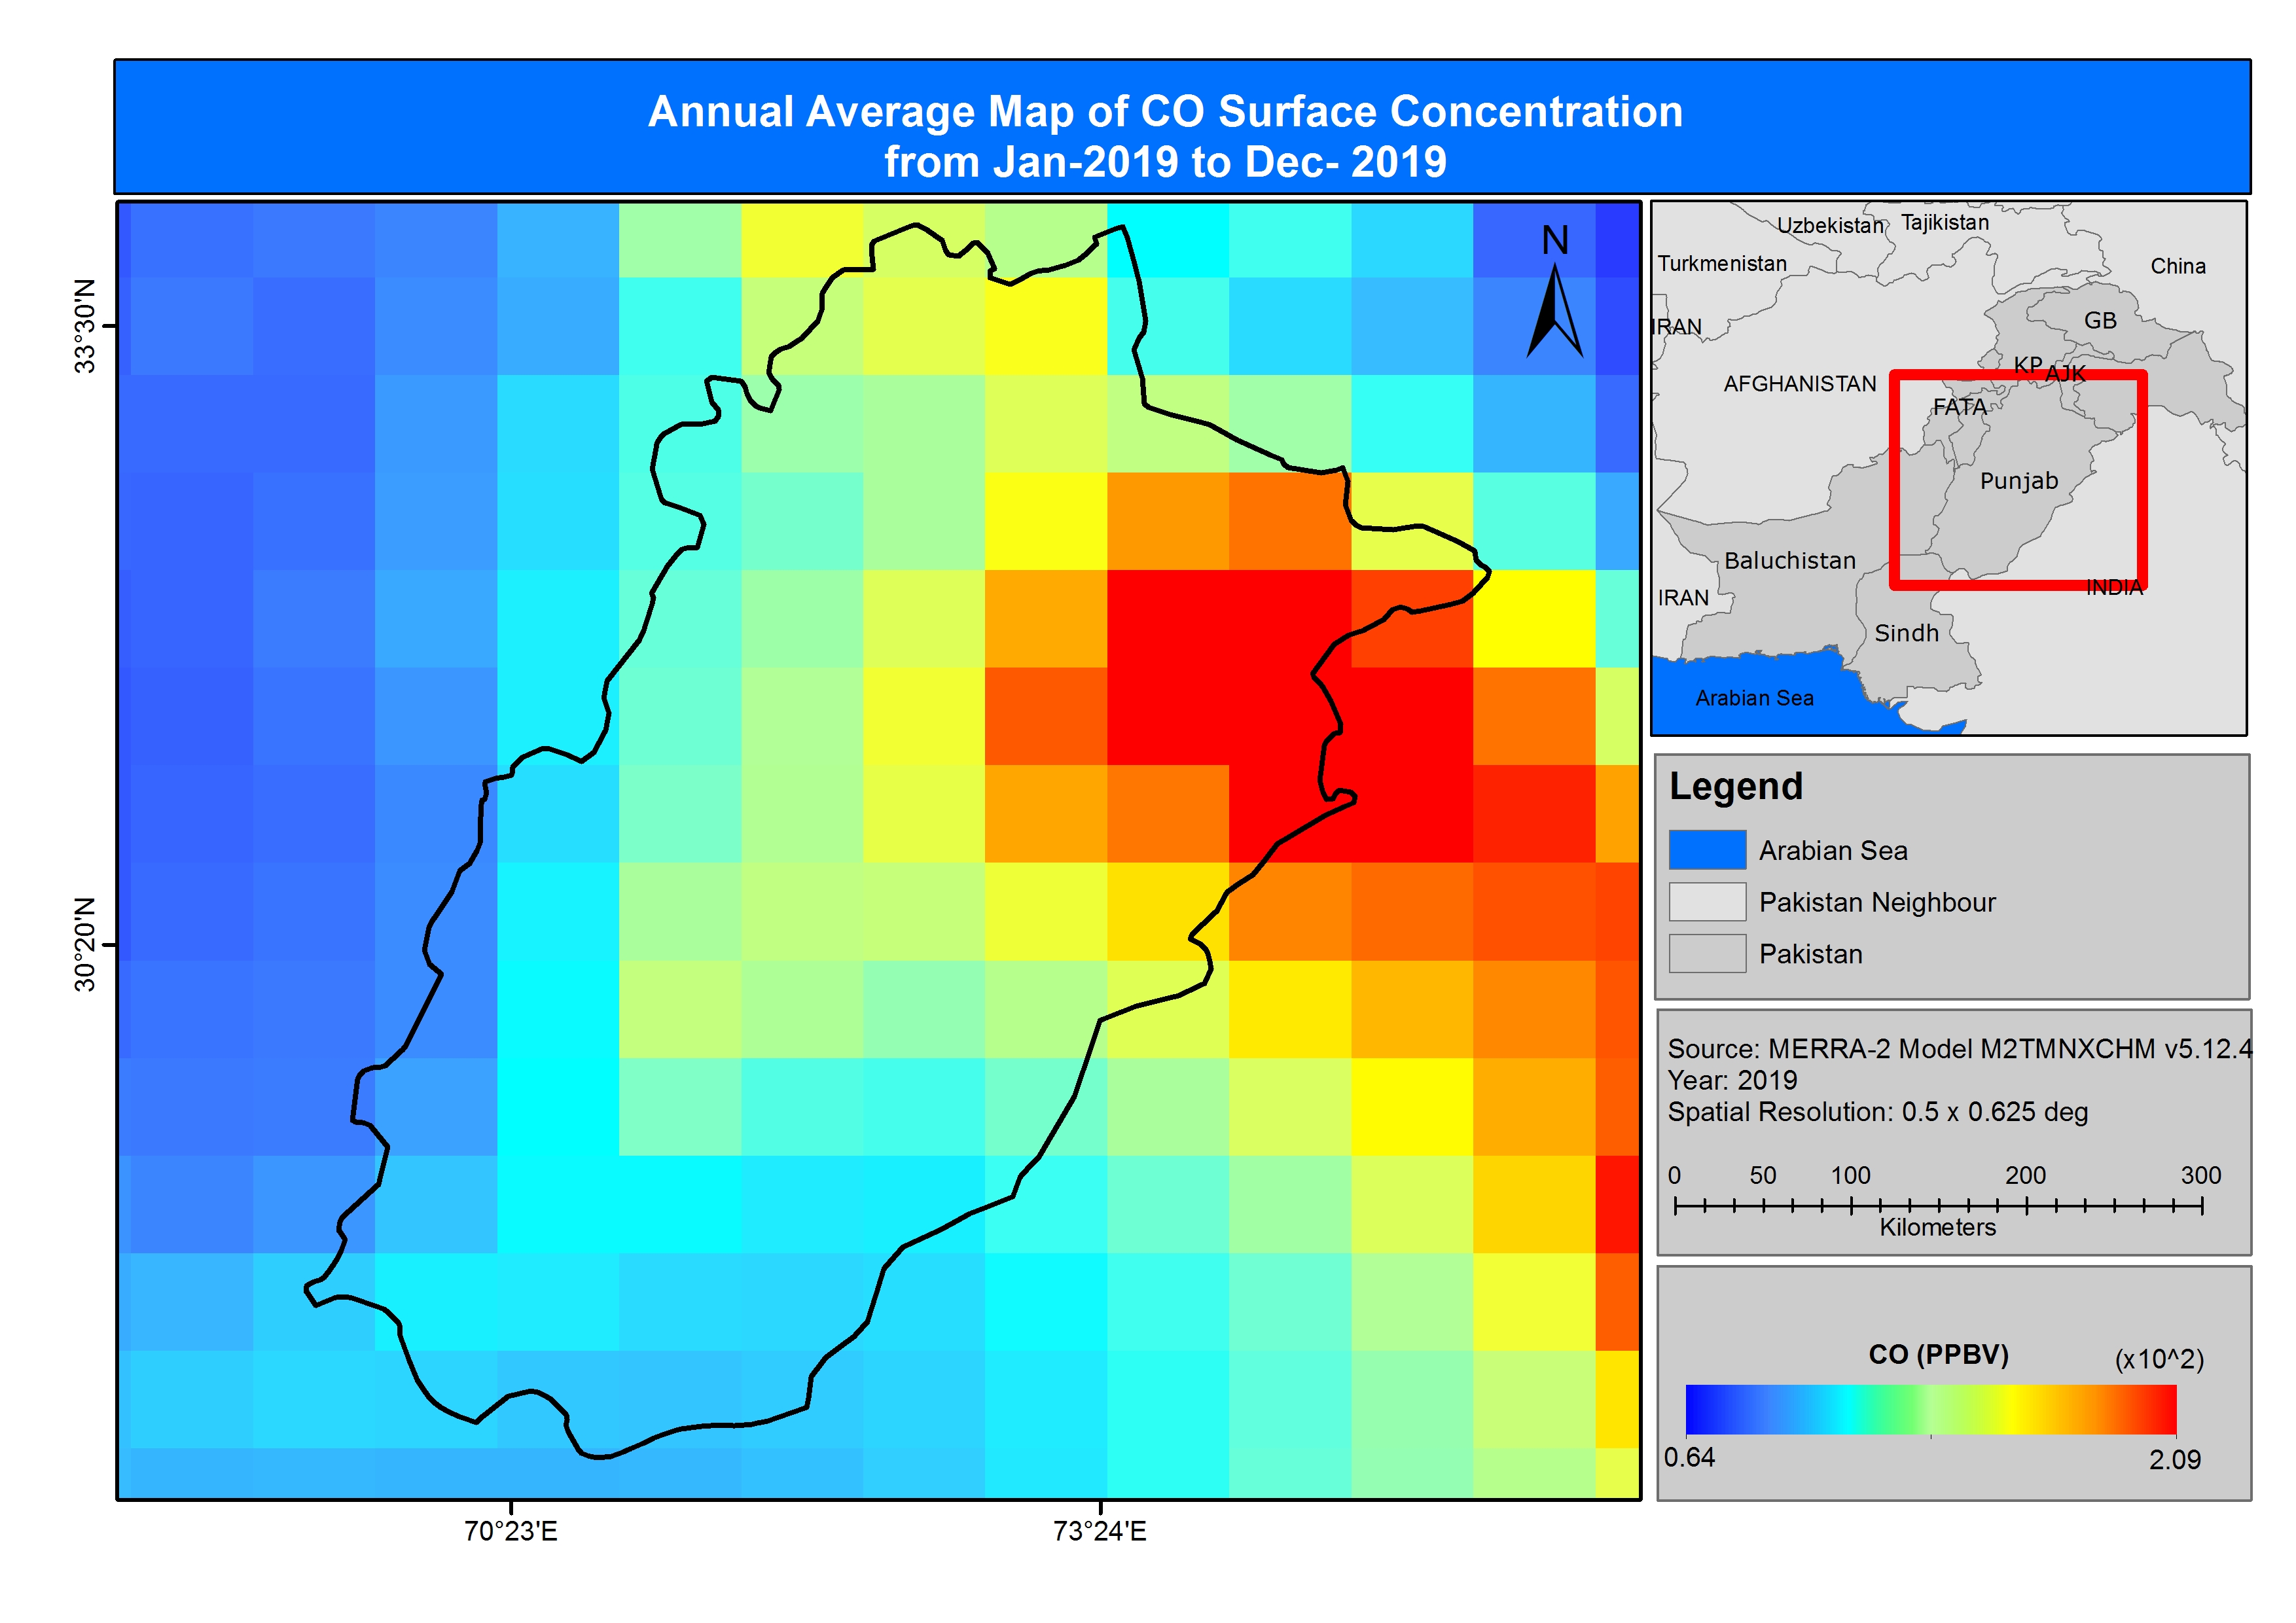 Annual Average Map of CO Surface Concentration
from Jan-2019 to Dec- 2019
N
33°30'N
30°20'N
70°23'E
73°24'E
Uzbekistan
Tajikistan
Turkmenistan
China
IRAN
GB
KP
AJK
AFGHANISTAN
FATA
Punjab
Baluchistan
INDIA
IRAN
Sindh
Arabian Sea
Legend
Arabian Sea
Pakistan Neighbour
Pakistan
Source: MERRA-2 Model M2TMNXCHM v5.12.4
Year: 2019
Spatial Resolution: 0.5 x 0.625 deg
0 50 100 200 300
Kilometers
CO (PPBV) (x10^2)
0.64 2.09